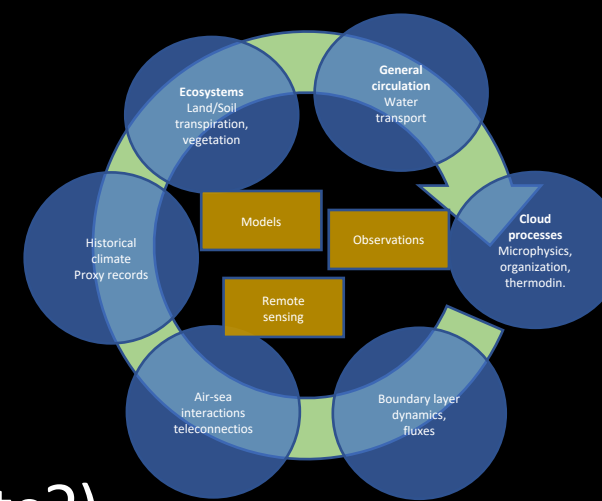 General
circulation
Water
transport
Ecosystems
Land/Soil
transpiration,
vegetation
Models
Observations
Cloud
processes
Microphysics,
organization,
thermodin.
Historical
climate
Proxy records
Remote
sensing
Air-sea
interactions
teleconnectios
Boundary layer
dynamics,
fluxes